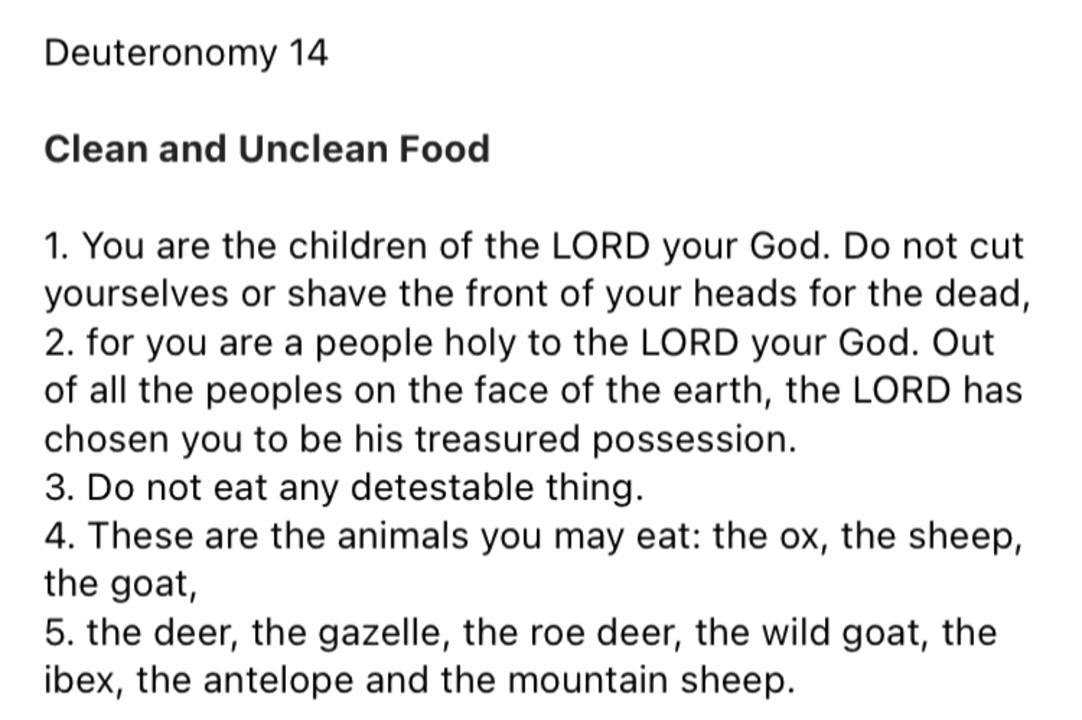 Deuteronomy 14
Clean and Unclean Food
1. You are the children of the LORD your God. Do not cut
yourselves or shave the front of your heads for the dead,
2. for you are a people holy to the LORD your God. Out
of all the peoples on the face of the earth, the LORD has
chosen you to be his treasured possession.
3. Do not eat any detestable thing.
4. These are the animals you may eat: the ox, the sheep,
the goat,
5. the deer, the gazelle, the roe deer, the wild goat, the
ibex, the antelope and the mountain sheep.